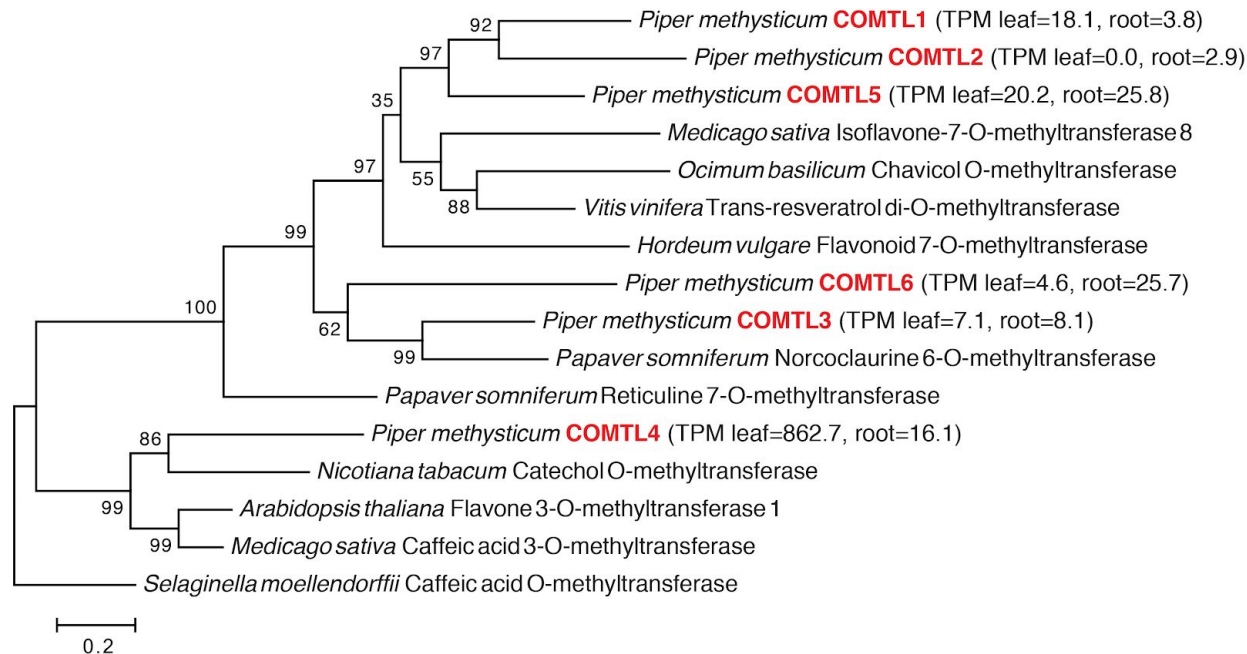 92 Piper methysticum COMTL1 (TPM leaf=18.1, root=3.8)
97 Piper methysticum COMTL2 (TPM leaf=0.0, root=2.9)
Piper methysticum COMTL5 (TPM leaf=20.2, root=25.8)
35
Medicago sativa Isoflavone-7-O-methyltransferase 8
97 Ocimum basilicum Chavicol O-methyltransferase
55
88 Vitis vinifera Trans-resveratrol di-O-methyltransferase
99 Hordeum vulgare Flavonoid 7-O-methyltransferase
Piper methysticum COMTL6 (TPM leaf=4.6, root=25.7)
100
62 Piper methysticum COMTL3 (TPM leaf=7.1, root=8.1)
99 Papaver somniferum Norcoclaurine 6-O-methyltransferase
Papaver somniferum Reticuline 7-O-methyltransferase
86 Piper methysticum COMTL4 (TPM leaf=862.7, root=16.1)
Nicotiana tabacum Catechol O-methyltransferase
99 Arabidopsis thaliana Flavone 3-O-methyltransferase 1
99 Medicago sativa Caffeic acid 3-O-methyltransferase
Selaginella moellendorffii Caffeic acid O-methyltransferase
0.2